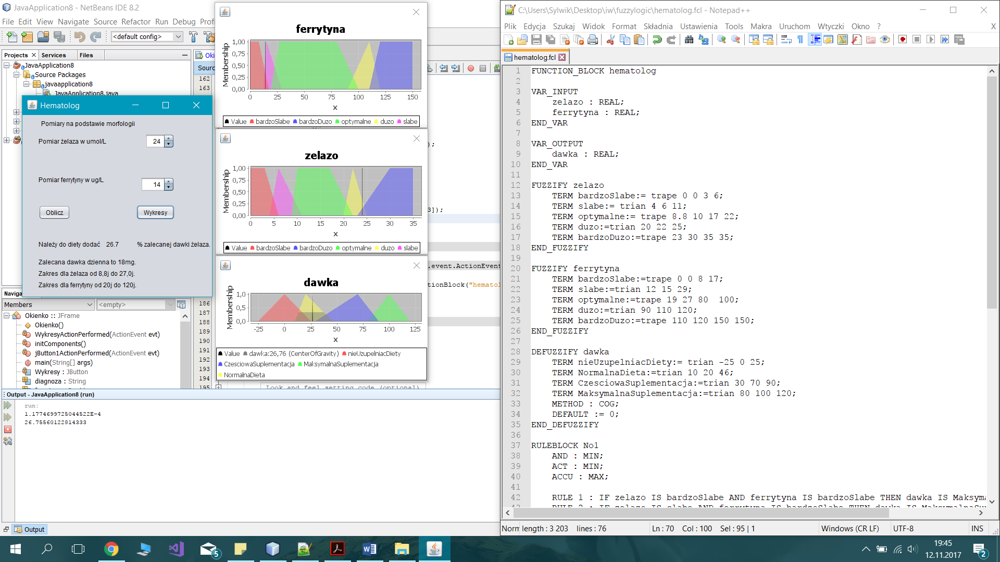 JavaApplication8 - NetBeans IDE 8.2
File Edit View Navigate Source Refactor Run Debug Profi
<default config>
Projects Services Files
JavaApplication8
Source Packages
javaapplication8
JavaApplication8.java
Oki
Sourc
162
163
);
3]);
.event.ActionEvent
tionBlock("hematol
186
187
188
189
190
191
192
193
194
195
Look and feel setting code (optional)
Hematolog
Pomiary na podstawie morfologii
Pomiar żelaza w umol/L 24
Pomiar ferrytyny w ug/L 14
Oblicz Wykresy
Należy do diety dodać 26.7 % zalecanej dawki żelaza.
Zalecana dawka dzienna to 18mg.
Zakres dla żelaza od 8,8j do 27,0j.
Zakres dla ferrytyny od 20j do 120j.
Naviga
Members <empty>
Okienko :: JFrame
Okienko()
WykresyActionPerformed(ActionEvent evt)
initComponents()
jButton1ActionPerformed(ActionEvent evt)
main(String[] args)
Wykresy : JButton
diagnoza : String
Output - JavaApplication8 (run)
run:
1.1774699725044522E-4
26.75560122814333
Output
ferrytyna
Membership
1,00
0,75
0,50
0,25
0,00
0 25 50 75 100 125 150
x
Value bardzoSlabe bardzoDuzo optymalne duzo slabe
zelazo
Membership
1,00
0,75
0,50
0,25
0,00
0 5 10 15 20 25 30 35
x
Value bardzoSlabe bardzoDuzo optymalne duzo slabe
dawka
Membership
1,0
0,5
0,0
-25 0 25 50 75 100 125
x
Value dawka:26,76 (CenterOfGravity) nieUzupelniacDiety
CzesciowaSuplementacja MaksymalnaSuplementacja
NormalnaDieta
C:\Users\Sylwik\Desktop\iw\fuzzylogic\hematolog.fcl - Notepad++
Plik Edycja Szukaj Widok Format Składnia Ustawienia Tools Makra Uruchom Wtyczki Okno ? X
hematolog.fcl
1 FUNCTION_BLOCK hematolog
2
3 VAR_INPUT
4 zelazo : REAL;
5 ferrytyna : REAL;
6 END_VAR
7
8 VAR_OUTPUT
9 dawka : REAL;
10 END_VAR
11
12 FUZZIFY zelazo
13 TERM bardzoSlabe:= trape 0 0 3 6;
14 TERM slabe:= trian 4 6 11;
15 TERM optymalne:= trape 8.8 10 17 22;
16 TERM duzo:=trian 20 22 25;
17 TERM bardzoDuzo:=trape 23 30 35 35;
18 END_FUZZIFY
19
20 FUZZIFY ferrytyna
21 TERM bardzoSlabe:=trape 0 0 8 17;
22 TERM slabe:=trian 12 15 29;
23 TERM optymalne:=trape 19 27 80  100;
24 TERM duzo:=trian 90 110 120;
25 TERM bardzoDuzo:=trape 110 120 150 150;
26 END_FUZZIFY
27
28 DEFUZZIFY dawka
29 TERM nieUzupelniacDiety:= trian -25 0 25;
30 TERM NormalnaDieta:=trian 10 20 46;
31 TERM CzesciowaSuplementacja:=trian 30 70 90;
32 TERM MaksymalnaSuplementacja:=trian 80 100 120;
33 METHOD : COG;
34 DEFAULT := 0;
35 END_DEFUZZIFY
36
37 RULEBLOCK No1
38 AND : MIN;
39 ACT : MIN;
40 ACCU : MAX;
41
42 RULE 1 : IF zelazo IS bardzoSlabe AND ferrytyna IS bardzoSlabe THEN dawka IS Maksyma
43 RULE 2 : IF zelazo IS slabe AND ferrytyna IS bardzoSlabe THEN dawka IS MaksymalnaSu
Norm length : 3 203 lines : 76 Ln : 70 Col : 100 Sel : 95 | 1 Windows (CR LF) UTF-8 INS
5
19:45
12.11.2017
2